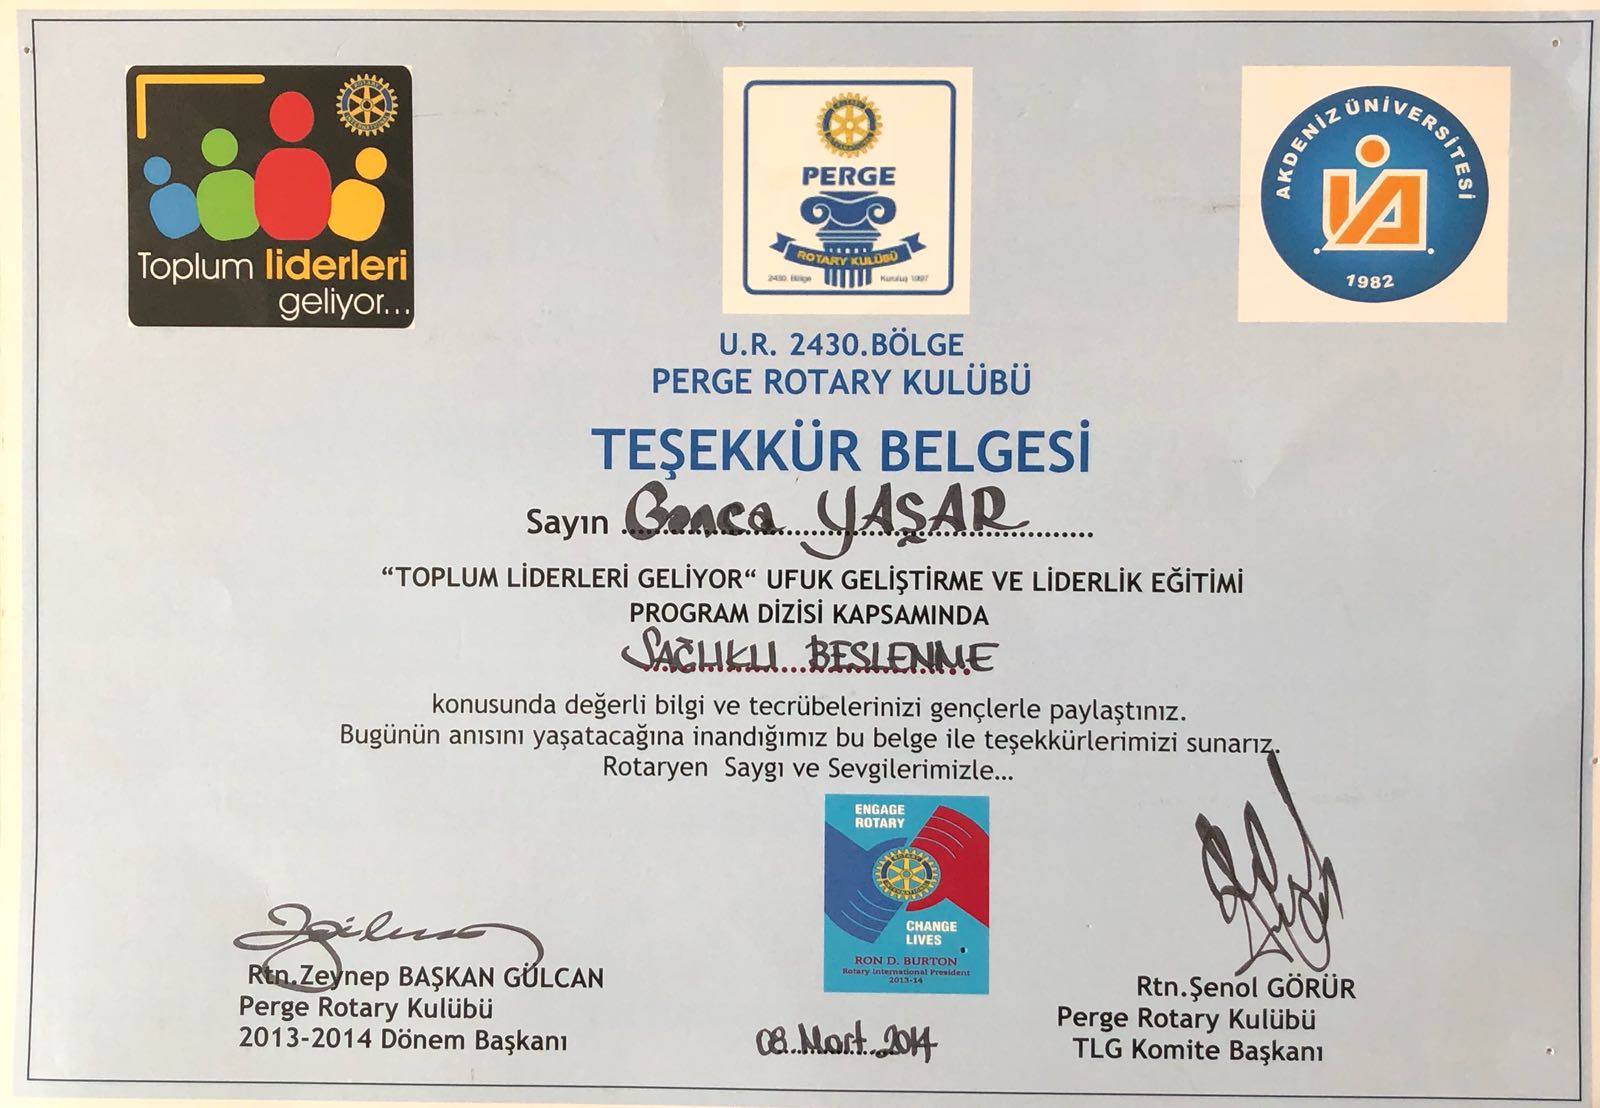 ROTARY INTERNATIONAL
Toplum liderleri
geliyor...
PERGE
ROTARY KULÜBÜ
2430. Bölge Kuruluş 1997
AKDENİZ ÜNİVERSİTESİ
1982
U.R. 2430.BÖLGE
PERGE ROTARY KULÜBÜ
TEŞEKKÜR BELGESİ
Sayın Gonca YAŞAR
“TOPLUM LİDERLERİ GELİYOR“ UFUK GELİŞTİRME VE LİDERLİK EĞİTİMİ
PROGRAM DİZİSİ KAPSAMINDA
SAĞLIKLI BESLENME
konusunda değerli bilgi ve tecrübelerinizi gençlerle paylaştınız.
Bugünün anısını yaşatacağına inandığımız bu belge ile teşekkürlerimizi sunarız.
Rotaryen Saygı ve Sevgilerimizle...
ENGAGE
ROTARY
ROTARY INTERNATIONAL
CHANGE
LIVES
RON D. BURTON
Rotary International President
2013-14
Rtn.Zeynep BAŞKAN GÜLCAN
Perge Rotary Kulübü
2013-2014 Dönem Başkanı
08 Mart 2014
Rtn.Şenol GÖRÜR
Perge Rotary Kulübü
TLG Komite Başkanı